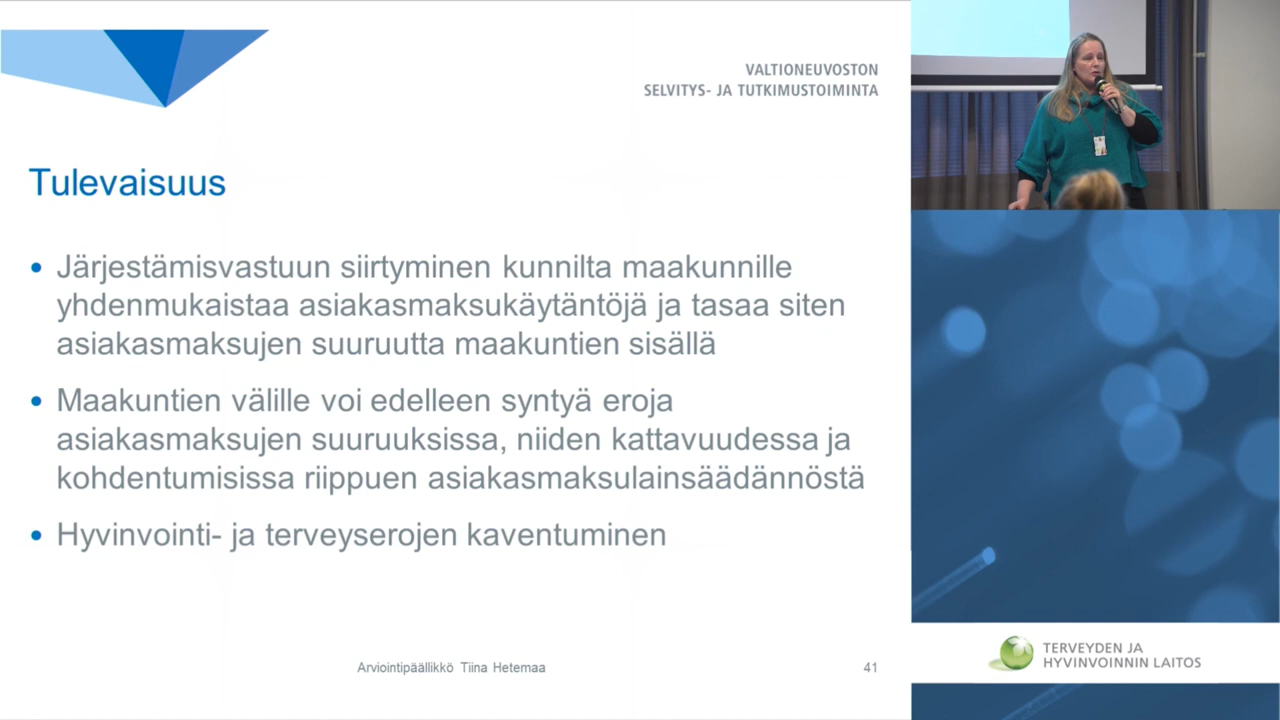 VALTIONEUVOSTON
SELVITYS- JA TUTKIMUSTOIMINTA
Tulevaisuus
• Järjestämisvastuun siirtyminen kunnilta maakunnille
yhdenmukaistaa asiakasmaksukäytäntöjä ja tasaa siten
asiakasmaksujen suuruutta maakuntien sisällä
• Maakuntien välille voi edelleen syntyä eroja
asiakasmaksujen suuruuksissa, niiden kattavuudessa ja
kohdentumisissa riippuen asiakasmaksulainsäädännöstä
• Hyvinvointi- ja terveyserojen kaventuminen
Arviointipäällikkö Tiina Hetemaa
41
TERVEYDEN JA
HYVINVOINNIN LAITOS